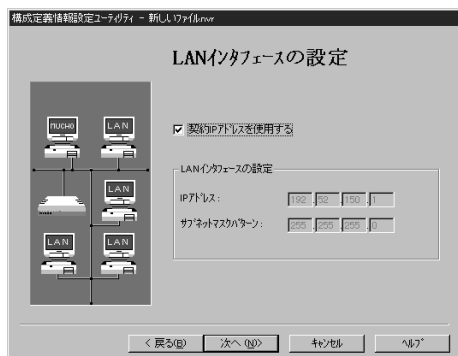 構成定義情報設定ユーティリティ - 新しいファイル.nvr
LANインタフェースの設定
MUCHO
LAN
LAN
LAN
LAN
契約IPアドレスを使用する
LANインタフェースの設定
IPアドレス：
192 .52 .150 .1
サブネットマスクパターン：
255 .255 .255 .0
< 戻る(B)
次へ(N)>
キャンセル
ヘルプ